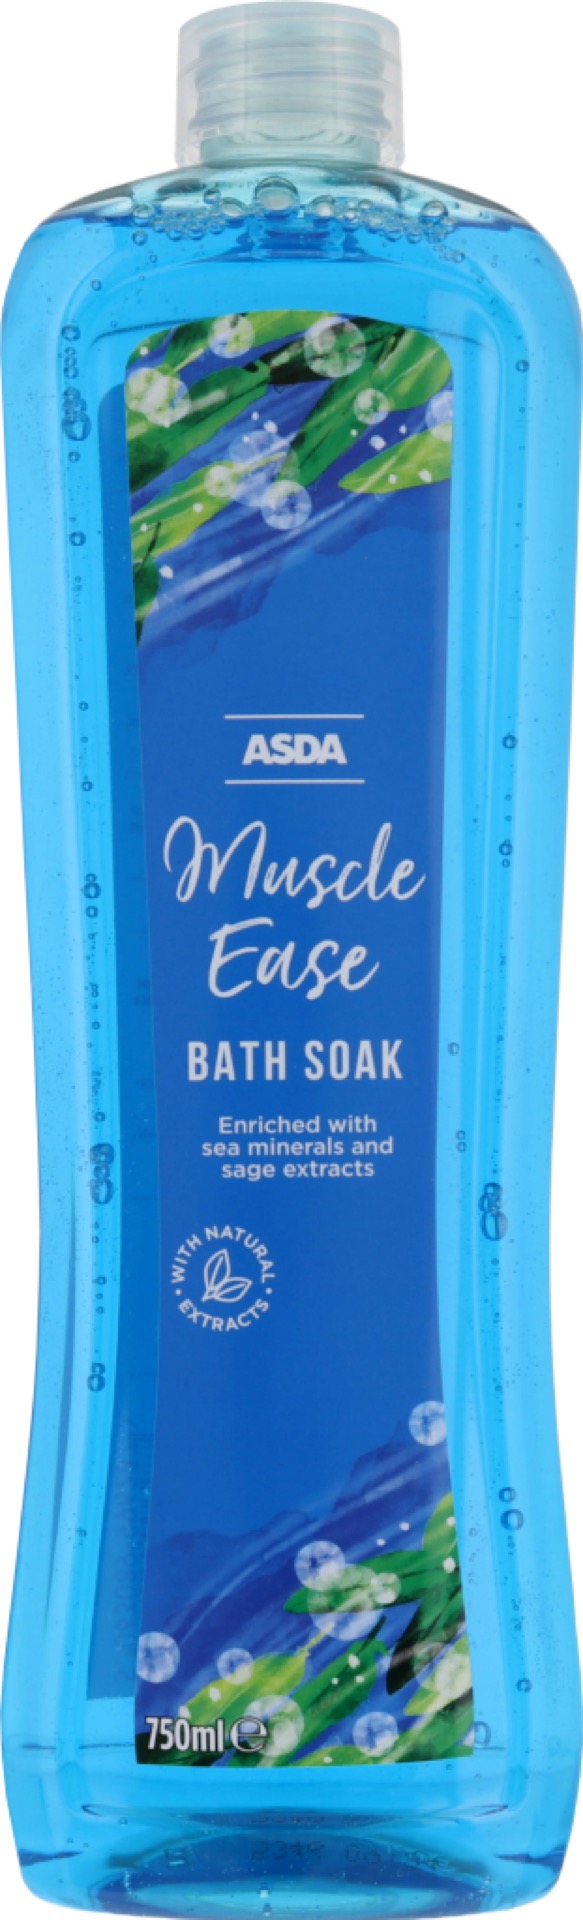 ASDA
Muscle
Ease
BATH SOAK
Enriched with
sea minerals and
sage extracts
• WITH NATURAL •
EXTRACTS
750ml ℮